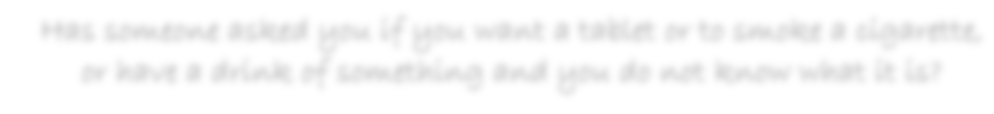 Has someone asked you if you want a tablet or to smoke a cigarette,
or have a drink of something and you do not know what it is?